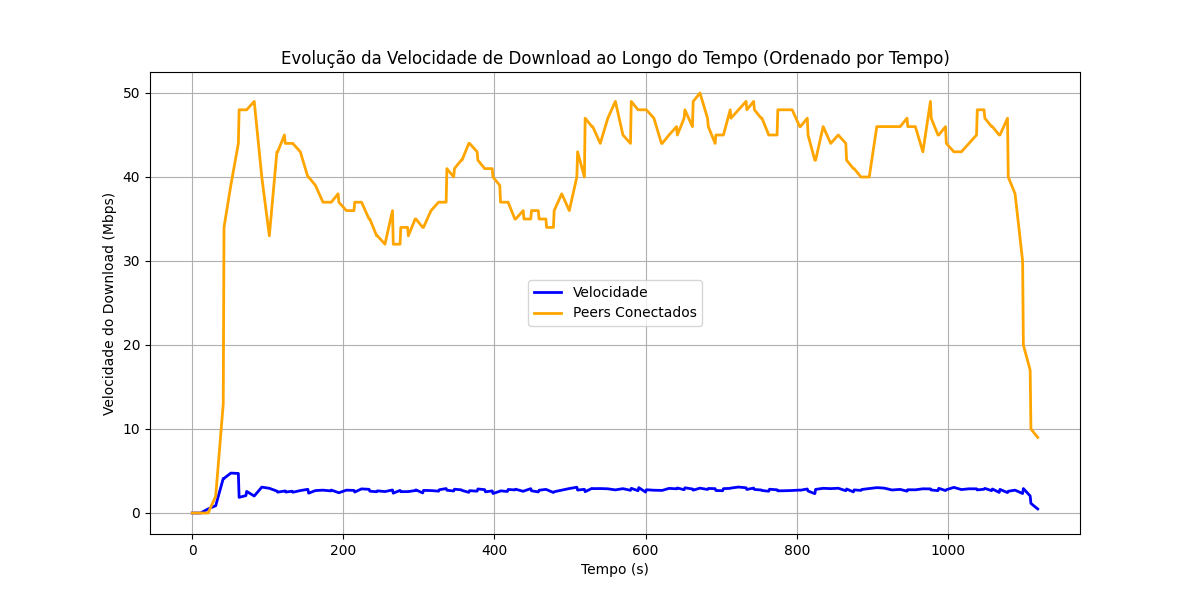 Evolução da Velocidade de Download ao Longo do Tempo (Ordenado por Tempo)
Velocidade do Download (Mbps)
50
40
30
20
10
0
Velocidade
Peers Conectados
0 200 400 600 800 1000
Tempo (s)